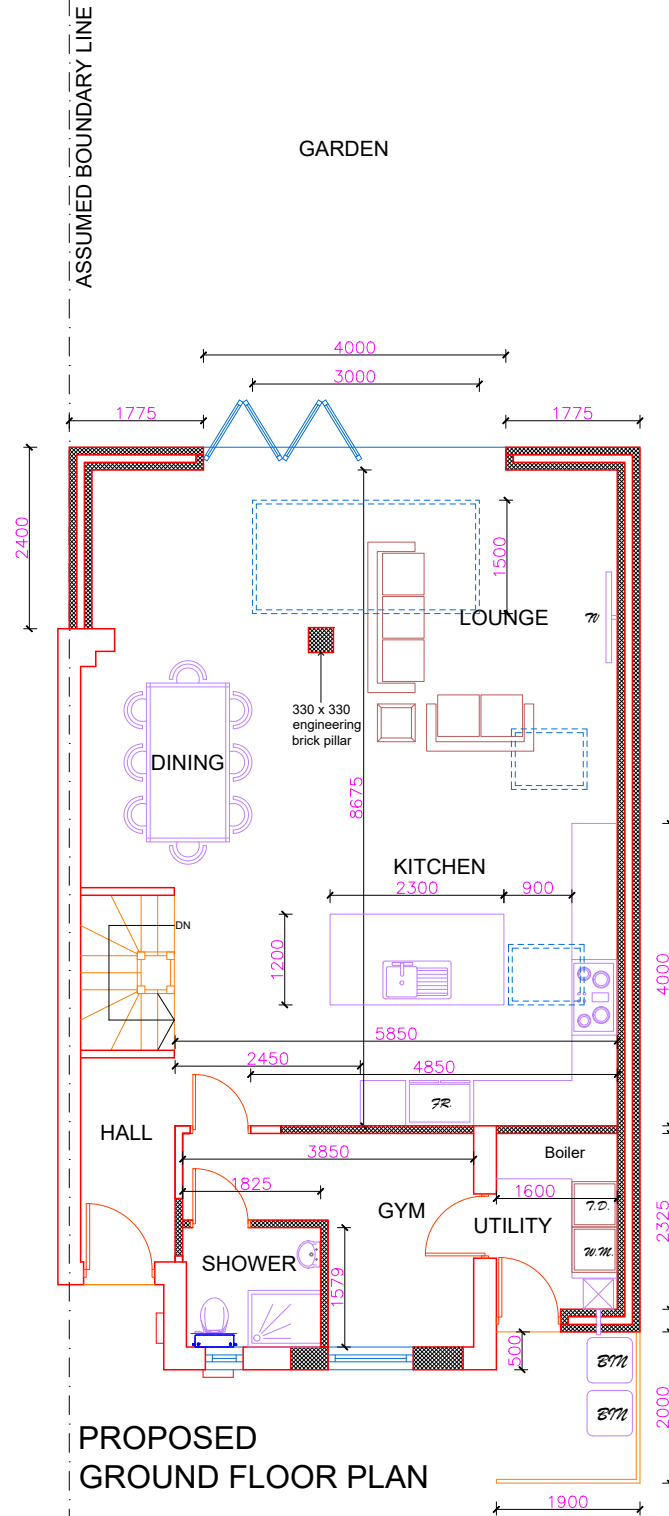 ASSUMED BOUNDARY LINE
GARDEN
4000
3000
1775
1775
2400
1500
LOUNGE
TV
330 x 330
engineering
brick pillar
DINING
8675
KITCHEN
2300
900
DN
1200
4000
5850
2450
4850
FR.
HALL
Boiler
3850
1825
1600
GYM
T.D.
2325
UTILITY
W.M.
SHOWER
1579
500
BIN
BIN
2000
PROPOSED
GROUND FLOOR PLAN
1900